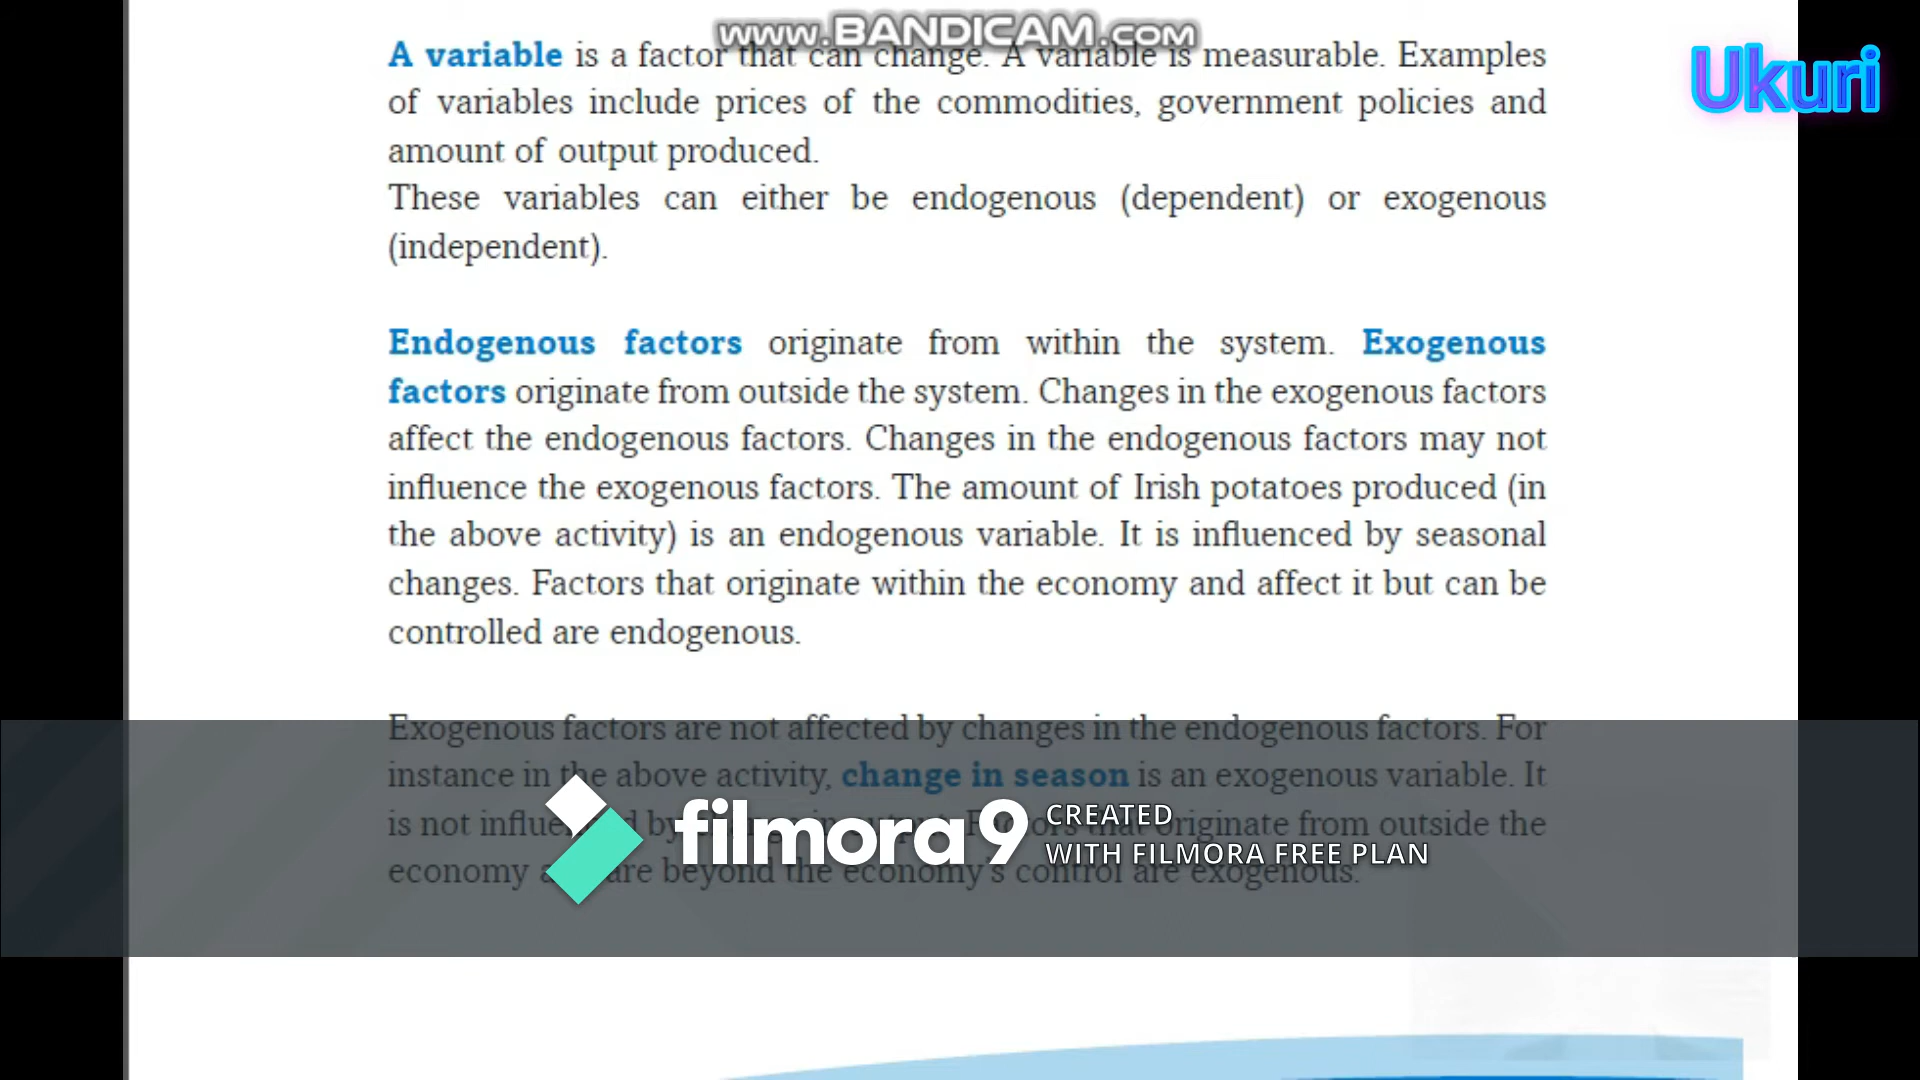 www.BANDICAM.com
A variable is a factor that can change. A variable is measurable. Examples
Ukuri
of variables include prices of the commodities, government policies and
amount of output produced.
These variables can either be endogenous (dependent) or exogenous
(independent).
Endogenous factors originate from within the system. Exogenous
factors originate from outside the system. Changes in the exogenous factors
affect the endogenous factors. Changes in the endogenous factors may not
influence the exogenous factors. The amount of Irish potatoes produced (in
the above activity) is an endogenous variable. It is influenced by seasonal
changes. Factors that originate within the economy and affect it but can be
controlled are endogenous.
Exogenous factors are not affected by changes in the endogenous factors. For
instance in the above activity, change in season is an exogenous variable. It
is not by that originate from outside the
economy are beyond the economy's control are exogenous.
filmora9
CREATED
WITH FILMORA FREE PLAN